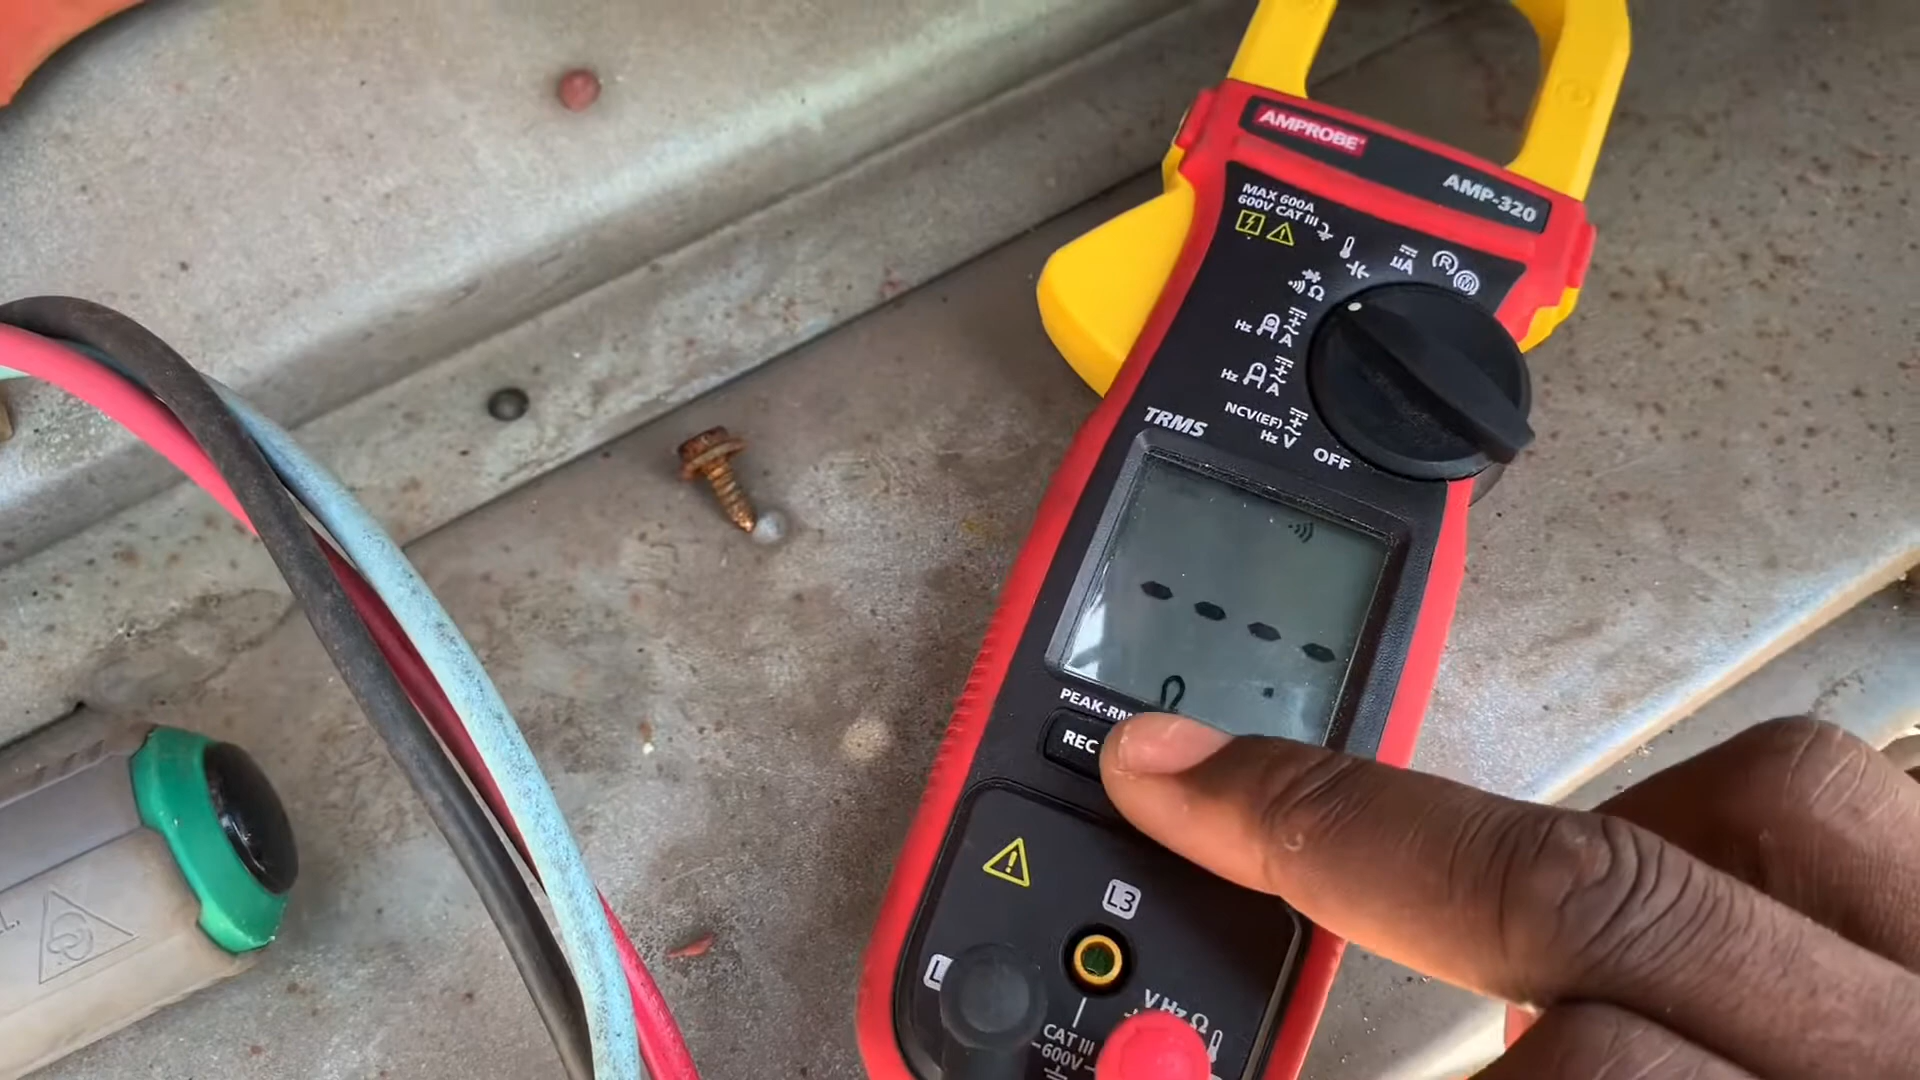 AMPROBE®
AMP-320
MAX 600A
600V CAT III
µA
R
M
Ω
Hz A
Hz A
NCV(EF)
Hz V
OFF
TRMS
Ω
REC
L3
V Hz Ω
CAT III
600V